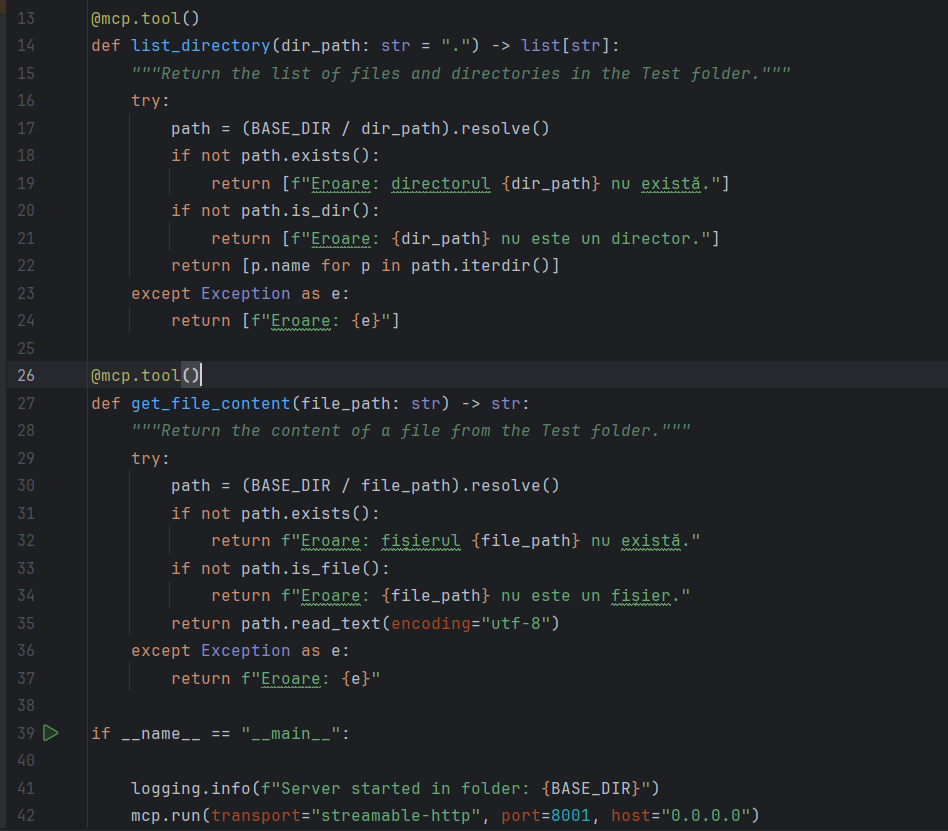 13 @mcp.tool()
14 def list_directory(dir_path: str = ".") -> list[str]:
15     """Return the list of files and directories in the Test folder."""
16     try:
17         path = (BASE_DIR / dir_path).resolve()
18         if not path.exists():
19             return [f"Eroare: directorul {dir_path} nu există."]
20         if not path.is_dir():
21             return [f"Eroare: {dir_path} nu este un director."]
22         return [p.name for p in path.iterdir()]
23     except Exception as e:
24         return [f"Eroare: {e}"]
25
26 @mcp.tool()
27 def get_file_content(file_path: str) -> str:
28     """Return the content of a file from the Test folder."""
29     try:
30         path = (BASE_DIR / file_path).resolve()
31         if not path.exists():
32             return f"Eroare: fișierul {file_path} nu există."
33         if not path.is_file():
34             return f"Eroare: {file_path} nu este un fisier."
35         return path.read_text(encoding="utf-8")
36     except Exception as e:
37         return f"Eroare: {e}"
38
39 if __name__ == "__main__":
40
41     logging.info(f"Server started in folder: {BASE_DIR}")
42     mcp.run(transport="streamable-http", port=8001, host="0.0.0.0")